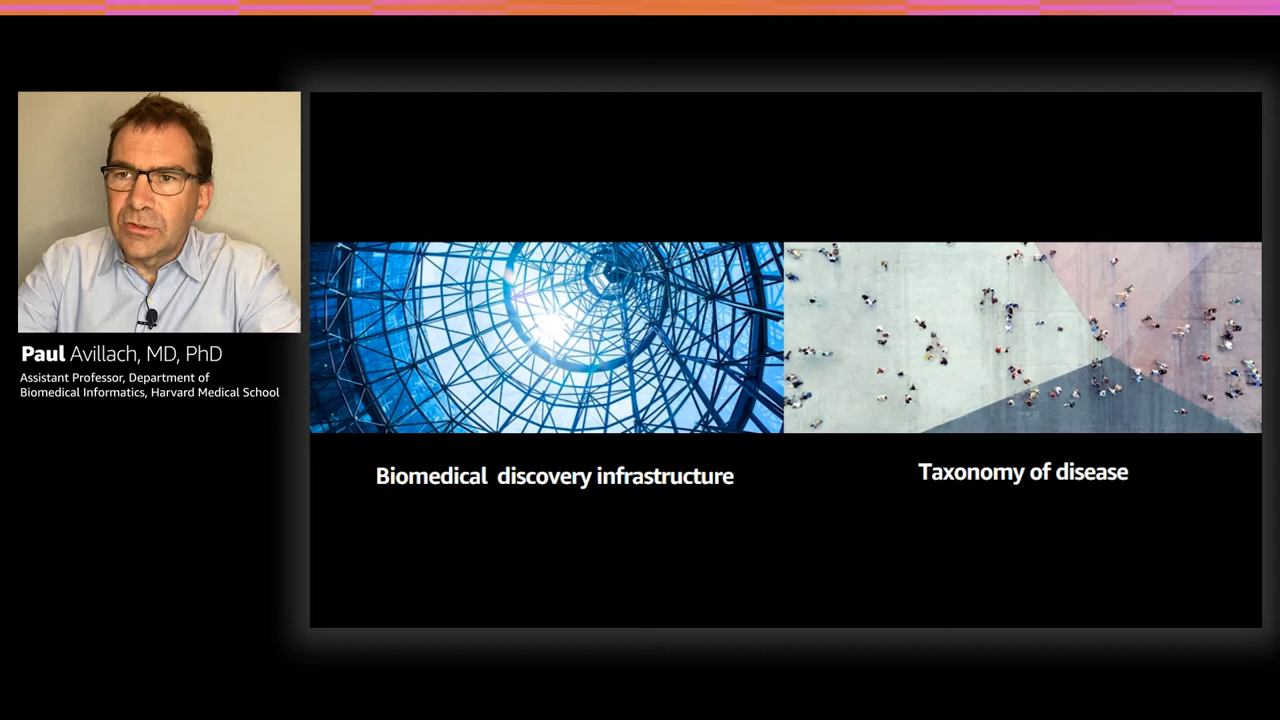 Paul Avillach, MD, PhD
Assistant Professor, Department of
Biomedical Informatics, Harvard Medical School
Biomedical discovery infrastructure
Taxonomy of disease